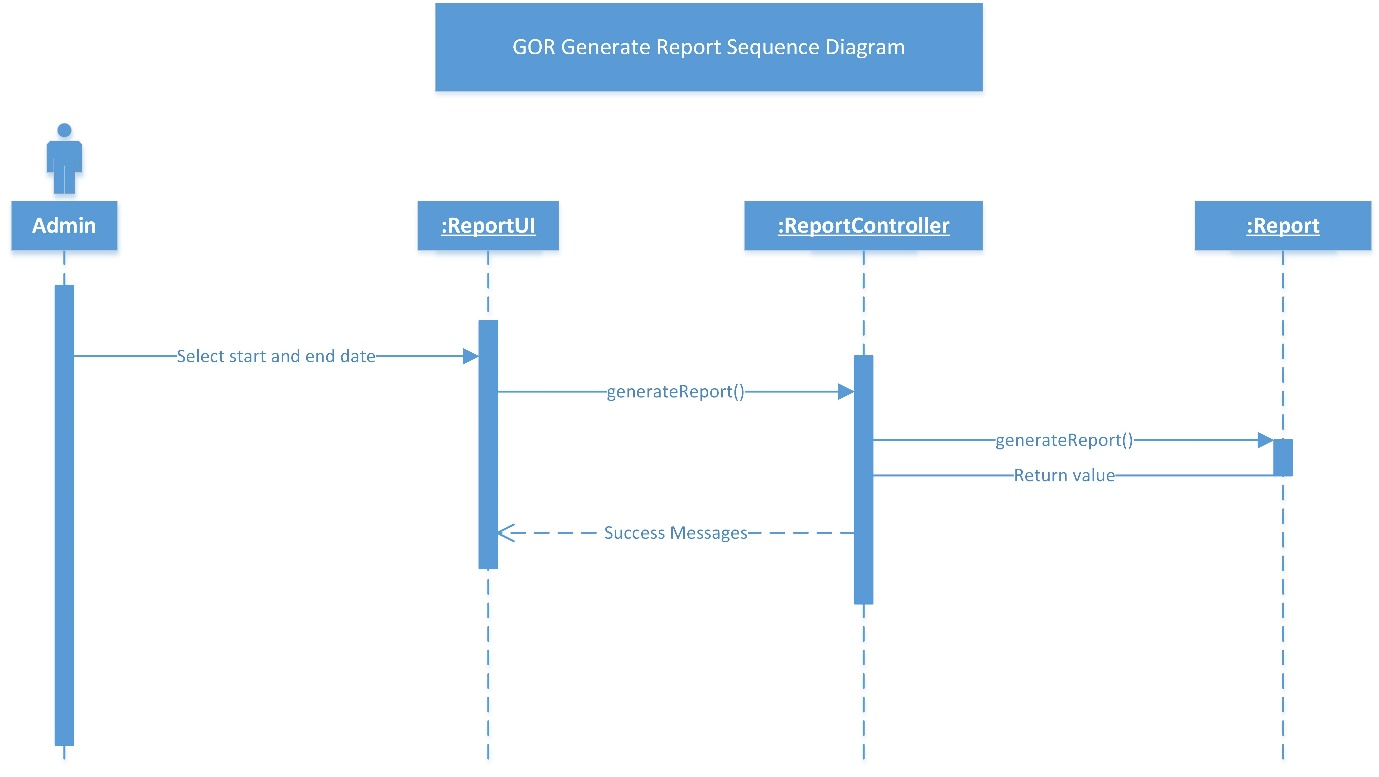 GOR Generate Report Sequence Diagram
Admin
:ReportUI
:ReportController
:Report
Select start and end date
generateReport()
generateReport()
Return value
Success Messages